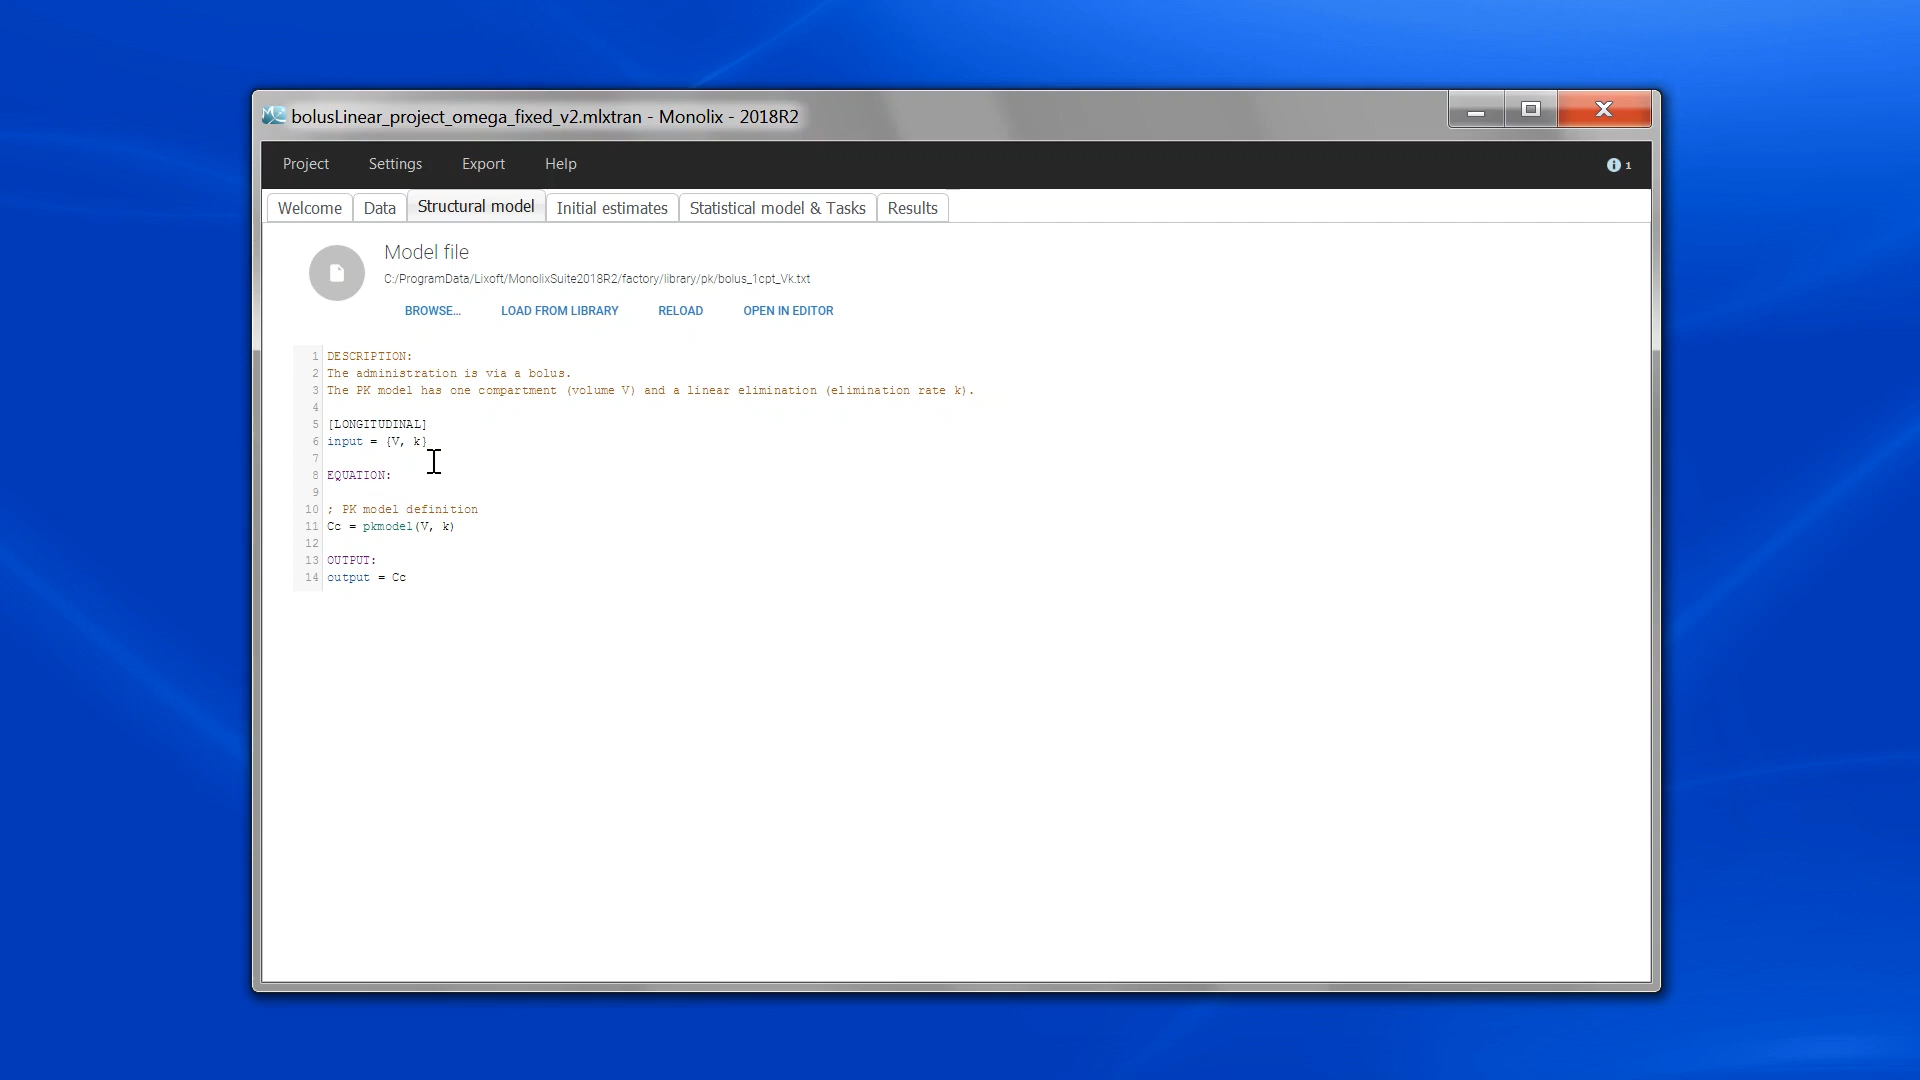 bolusLinear_project_omega_fixed_v2.mlxtran - Monolix - 2018R2
Project Settings Export Help 1
Welcome Data Structural model Initial estimates Statistical model & Tasks Results
Model file
C:/ProgramData/Lixoft/MonolixSuite2018R2/factory/library/pk/bolus_1cpt_Vk.txt
BROWSE... LOAD FROM LIBRARY RELOAD OPEN IN EDITOR
1 DESCRIPTION:
2 The administration is via a bolus.
3 The PK model has one compartment (volume V) and a linear elimination (elimination rate k).
4
5 [LONGITUDINAL]
6 input = {V, k}
7
8 EQUATION:
9
10 ; PK model definition
11 Cc = pkmodel(V, k)
12
13 OUTPUT:
14 output = Cc